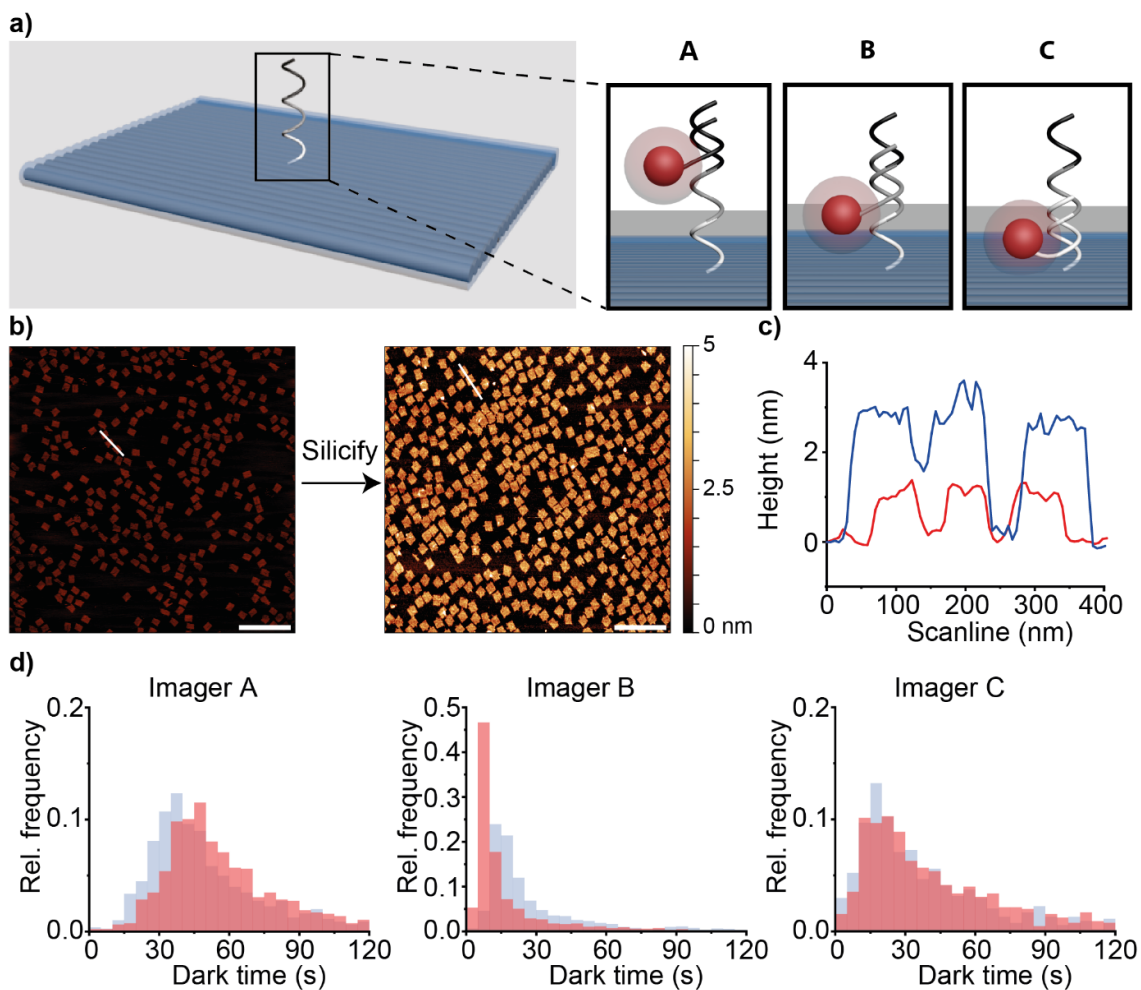 a)
A B C
b)
Silicify
5
2.5
0 nm
c)
Height (nm)
4
2
0
0 100 200 300 400
Scanline (nm)
d)
Imager A
Rel. frequency
0.2
0.1
0.0
0 30 60 90 120
Dark time (s)
Imager B
Rel. frequency
0.5
0.4
0.3
0.2
0.1
0.0
0 30 60 90 120
Dark time (s)
Imager C
Rel. frequency
0.2
0.1
0.0
0 30 60 90 120
Dark time (s)